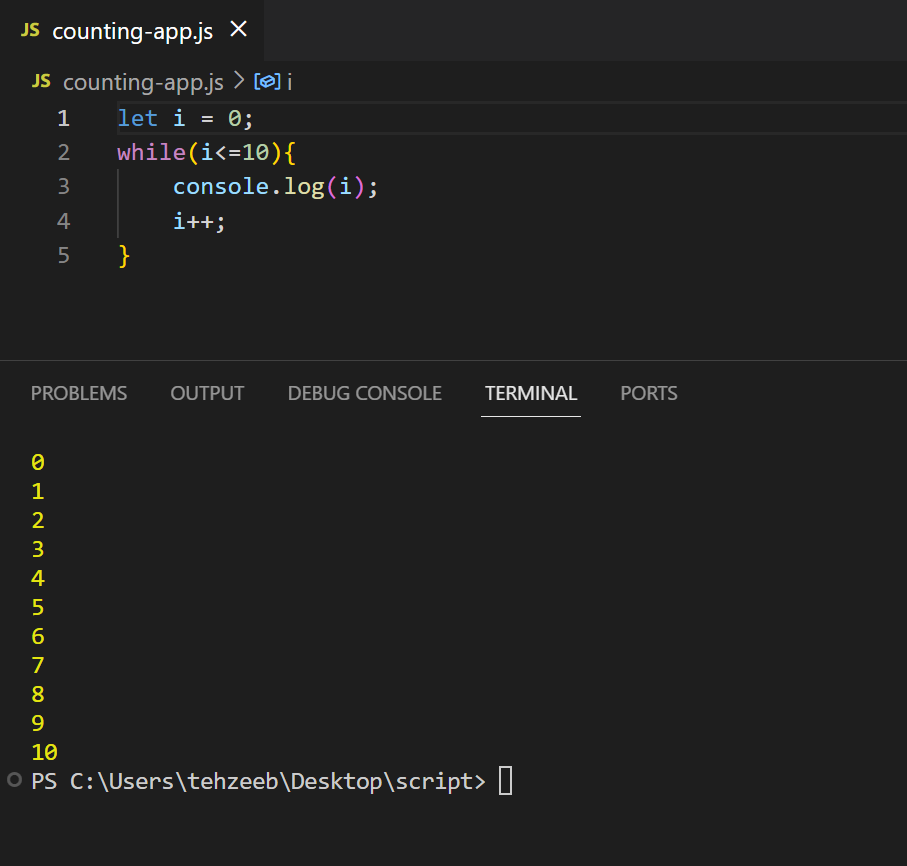 JS counting-app.js ×
JS counting-app.js > i
1 let i = 0;
2 while(i<=10){
3     console.log(i);
4     i++;
5 }
PROBLEMS OUTPUT DEBUG CONSOLE TERMINAL PORTS
0
1
2
3
4
5
6
7
8
9
10
PS C:\Users\tehzeeb\Desktop\script>